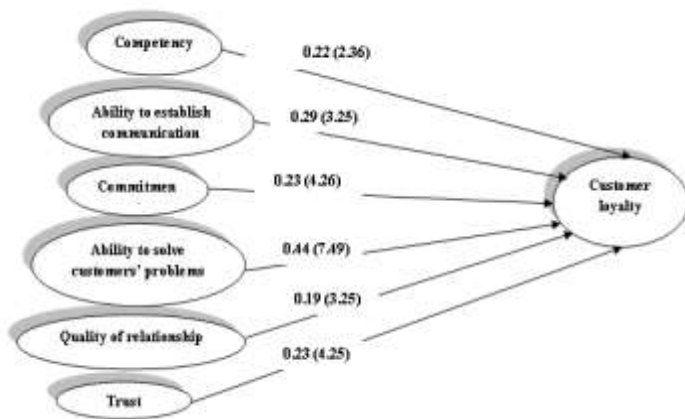 Competency
0.22 (2.36)
Ability to establish
communication
0.29 (3.25)
Commitmen
0.23 (4.26)
Customer
loyalty
Ability to solve
customers' problems
0.44 (7.49)
0.19 (3.25)
Quality of relationship
0.23 (4.25)
Trust